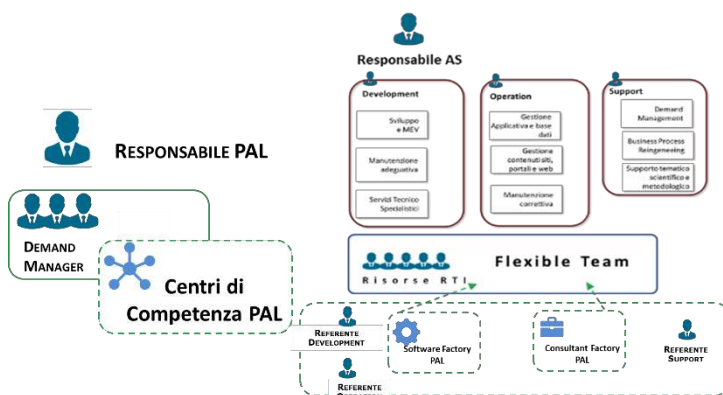 Responsabile AS
Development
Sviluppo
e MEV
Manutenzione
adeguativa
Servizi Tecnico
Specialistici
Operation
Gestione
Applicativa e base
dati
Gestione
contenuti siti,
portali e web
Manutenzione
correttiva
Support
Demand
Management
Business Process
Reingeneering
Supporto tematico
scientifico e
metodologico
RESPONSABILE PAL
DEMAND
MANAGER
Centri di
Competenza PAL
Risorse RTI
Flexible Team
REFERENTE
DEVELOPMENT
Software Factory
PAL
Consultant Factory
PAL
REFERENTE
SUPPORT
REFERENTE